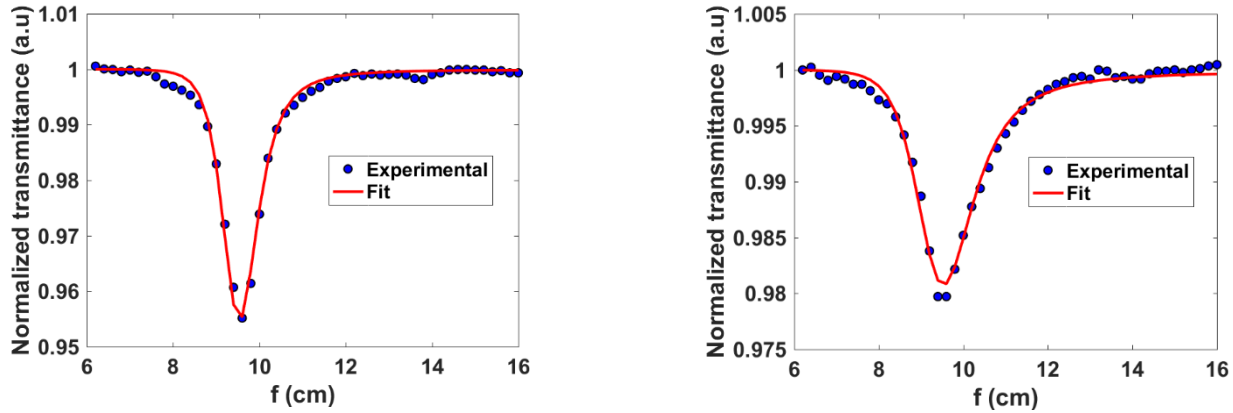 Normalized transmittance (a.u)
1.01
1
0.99
0.98
0.97
0.96
0.95
Experimental
Fit
6 8 10 12 14 16
f (cm)
Normalized transmittance (a.u)
1.005
1
0.995
0.99
0.985
0.98
0.975
Experimental
Fit
6 8 10 12 14 16
f (cm)